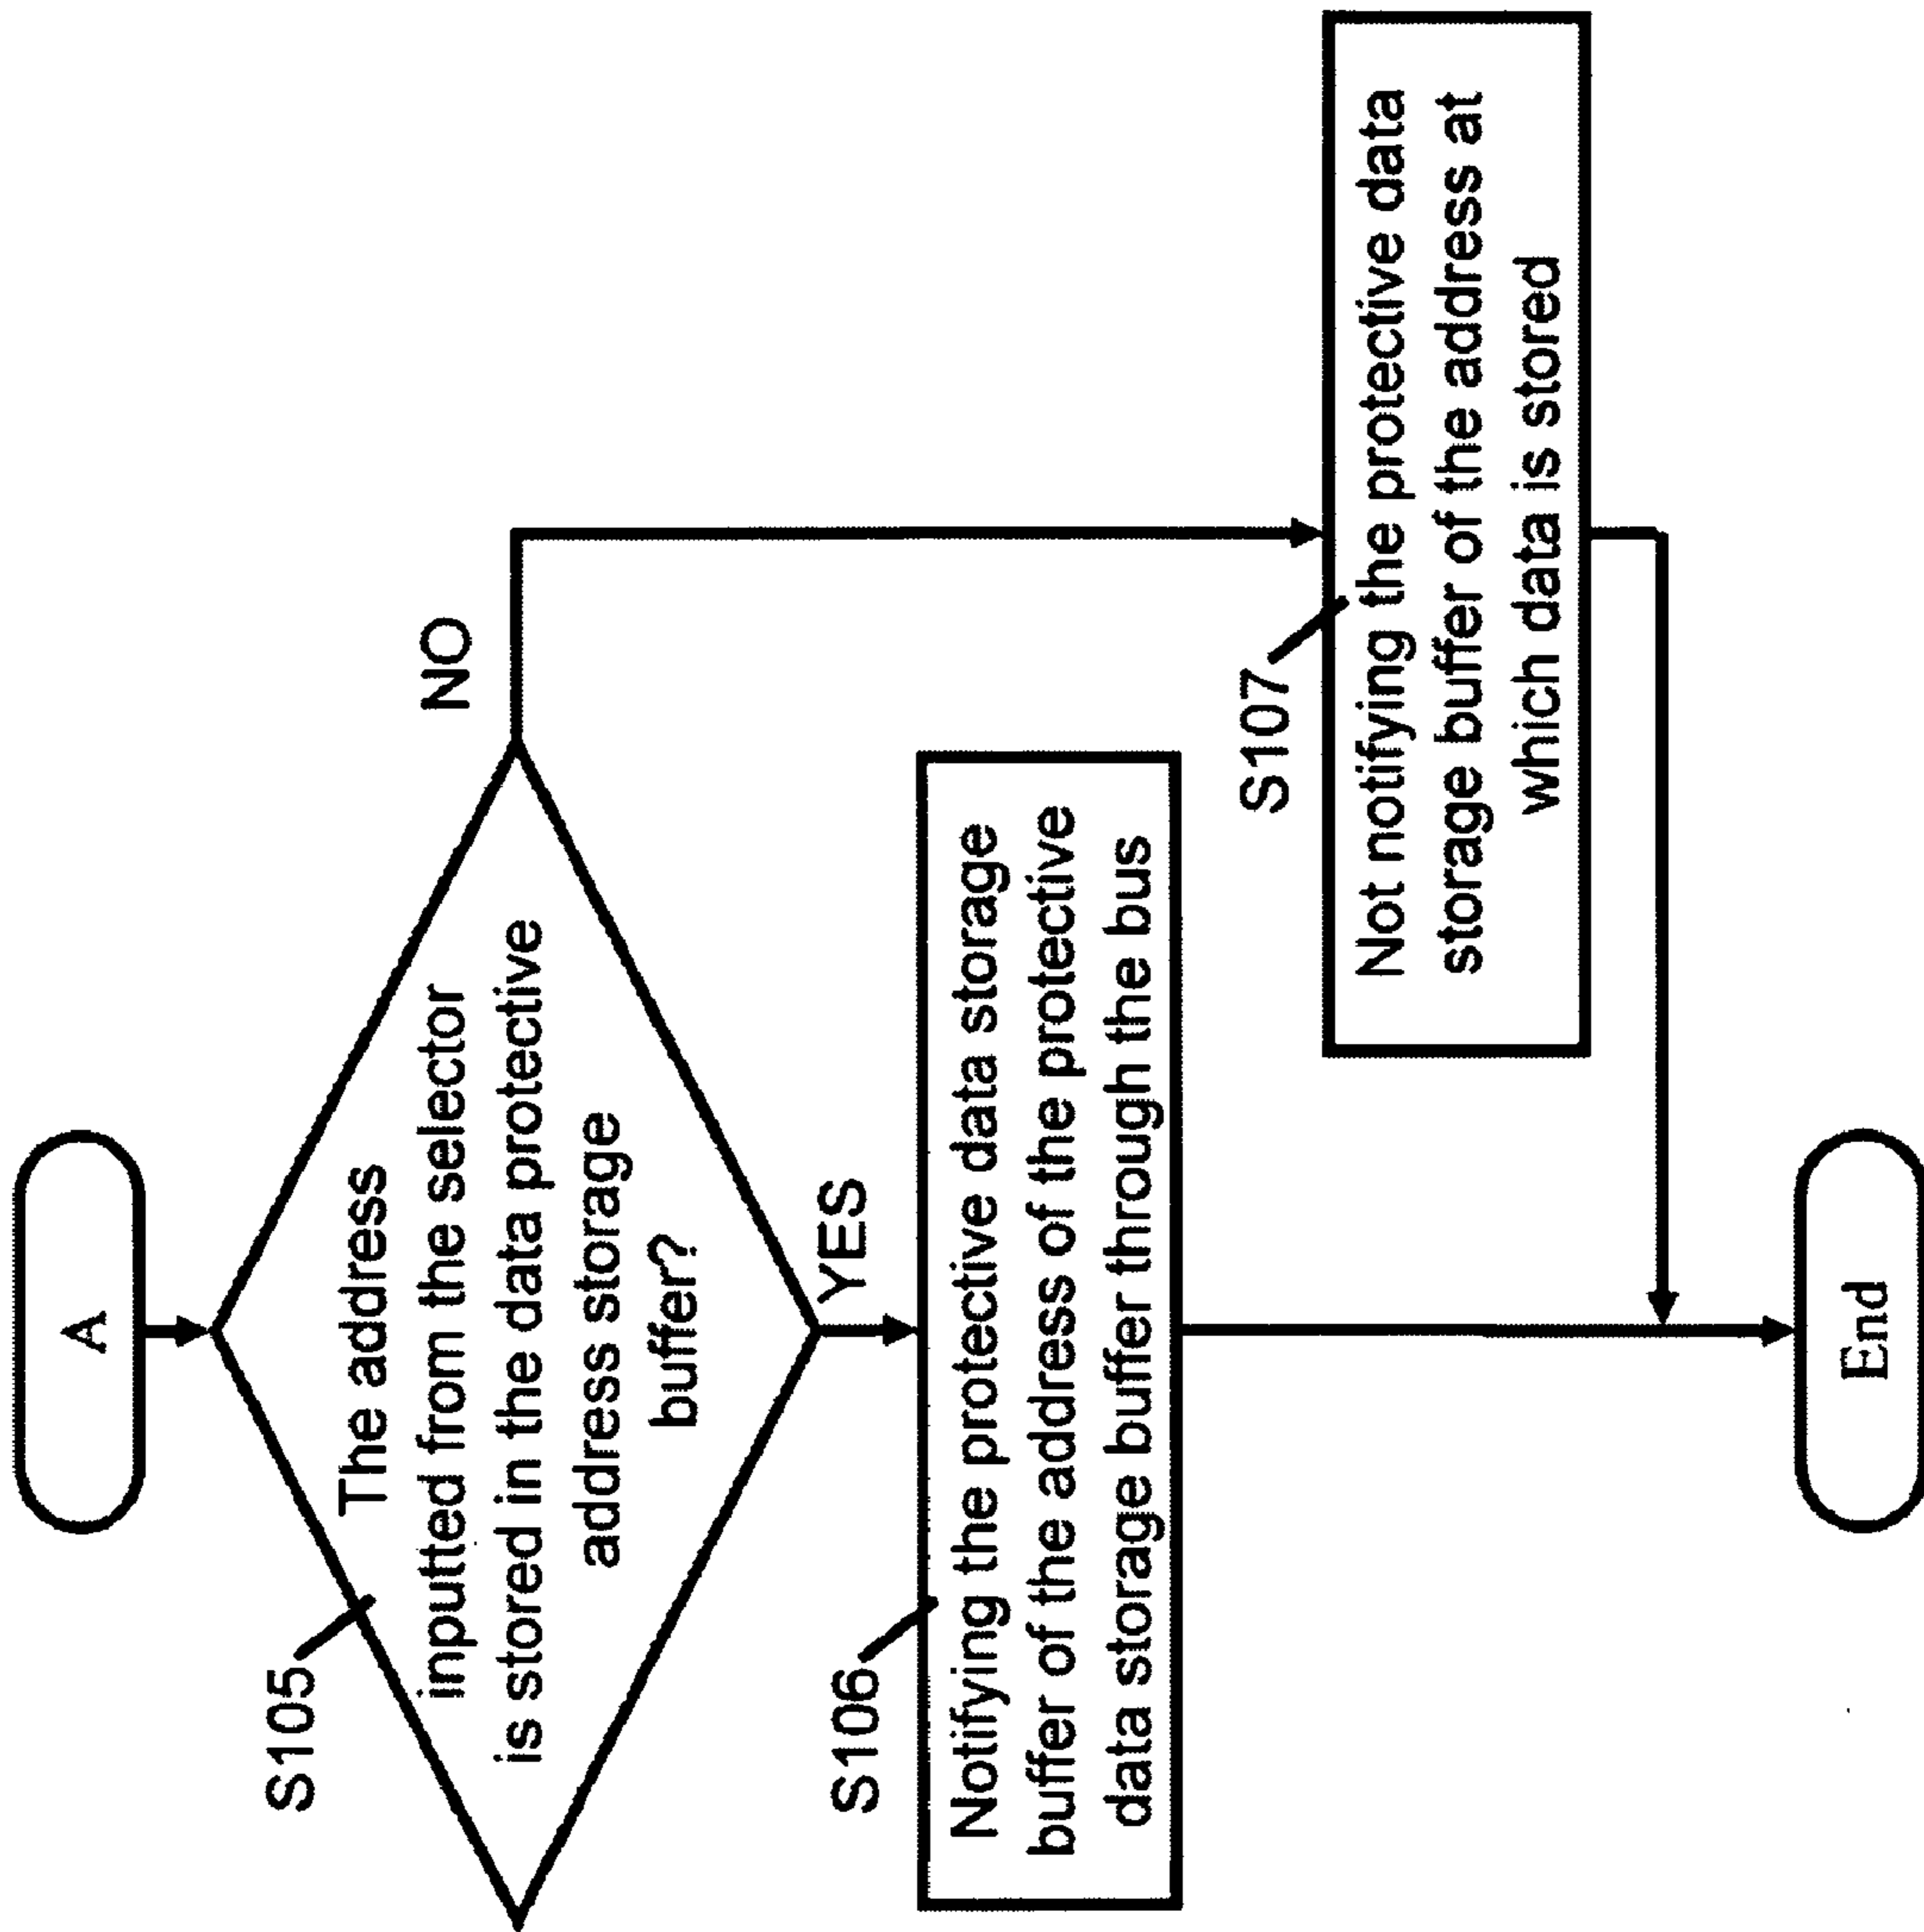 A
S105
The address
inputted from the selector
is stored in the data protective
address storage
buffer?
NO
YES
S106
Notifying the protective data storage
buffer of the address of the protective
data storage buffer through the bus
S107
Not notifying the protective data
storage buffer of the address at
which data is stored
End